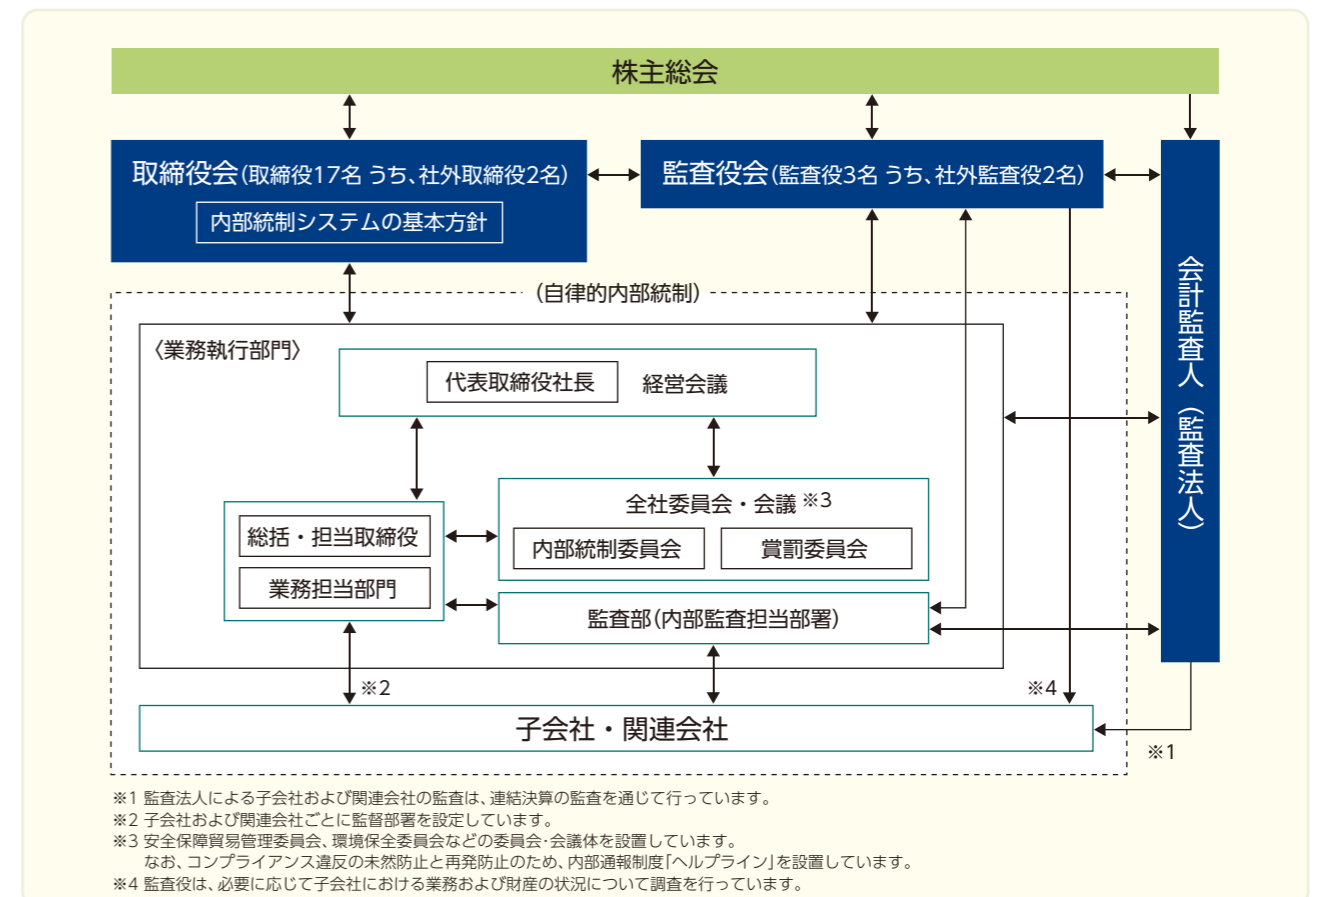 株主総会
取締役会(取締役17名 うち、社外取締役2名)
内部統制システムの基本方針
監査役会(監査役3名 うち、社外監査役2名)
会計監査人(監査法人)
(自律的内部統制)
〈業務執行部門〉
代表取締役社長 経営会議
全社委員会・会議 ※3
内部統制委員会 賞罰委員会
総括・担当取締役
業務担当部門
監査部(内部監査担当部署)
※2
※4
子会社・関連会社
※1
※1 監査法人による子会社および関連会社の監査は、連結決算の監査を通じて行っています。
※2 子会社および関連会社ごとに監督部署を設定しています。
※3 安全保障貿易管理委員会、環境保全委員会などの委員会・会議体を設置しています。
なお、コンプライアンス違反の未然防止と再発防止のため、内部通報制度「ヘルプライン」を設置しています。
※4 監査役は、必要に応じて子会社における業務および財産の状況について調査を行っています。